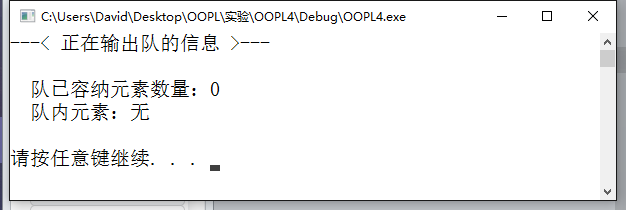 C:\Users\David\Desktop\OOPL\实验\OOPL4\Debug\OOPL4.exe
---< 正在输出队的信息 >---
队已容纳元素数量：0
队内元素：无
请按任意键继续. . .